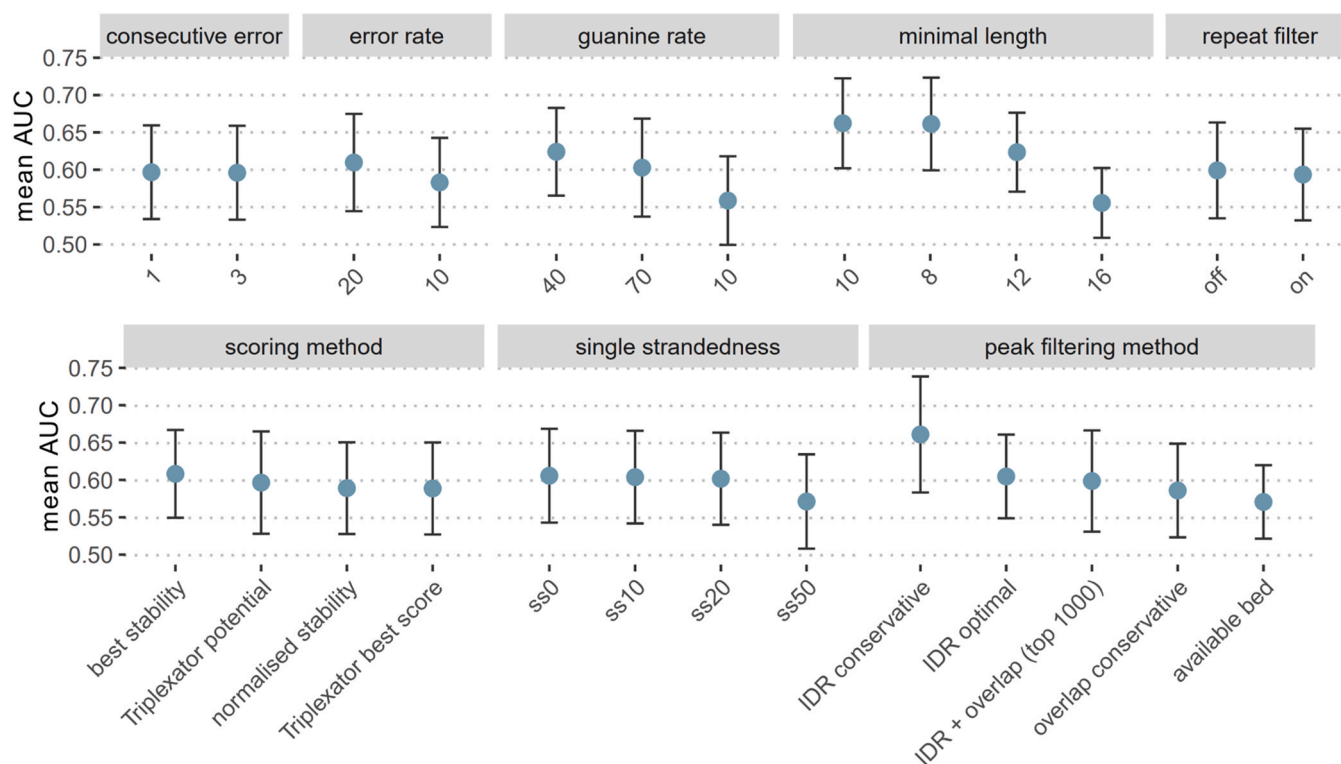 consecutive error error rate guanine rate minimal length repeat filter
mean AUC
0.75
0.70
0.65
0.60
0.55
0.50
1 3 20 10 40 70 10 10 8 12 16 off on
scoring method single strandedness peak filtering method
mean AUC
0.75
0.70
0.65
0.60
0.55
0.50
best stability
Triplexator potential
normalised stability
Triplexator best score
ss0
ss10
ss20
ss50
IDR conservative
IDR optimal
IDR + overlap (top 1000)
overlap conservative
available bed